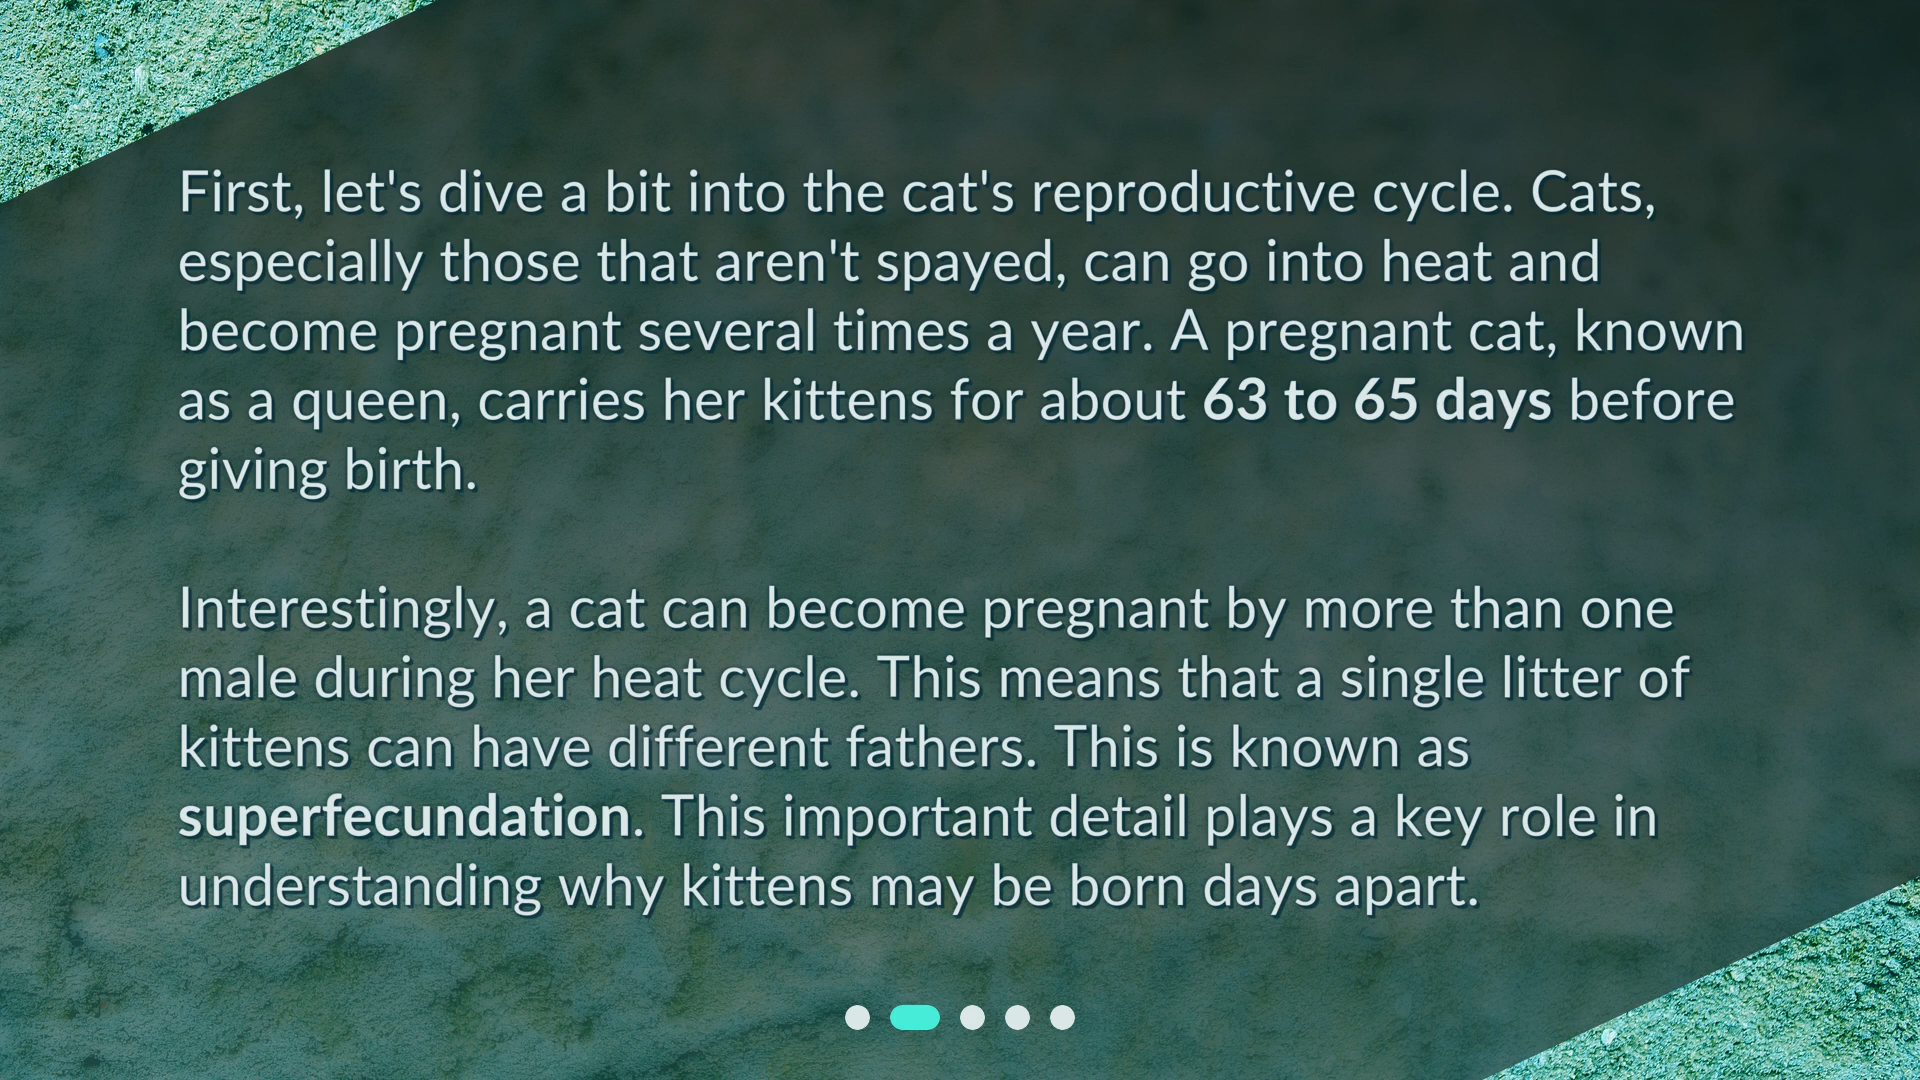 First, let's dive a bit into the cat's reproductive cycle. Cats,
especially those that aren't spayed, can go into heat and
become pregnant several times a year. A pregnant cat, known
as a queen, carries her kittens for about 63 to 65 days before
giving birth.
Interestingly, a cat can become pregnant by more than one
male during her heat cycle. This means that a single litter of
kittens can have different fathers. This is known as
superfecundation. This important detail plays a key role in
understanding why kittens may be born days apart.